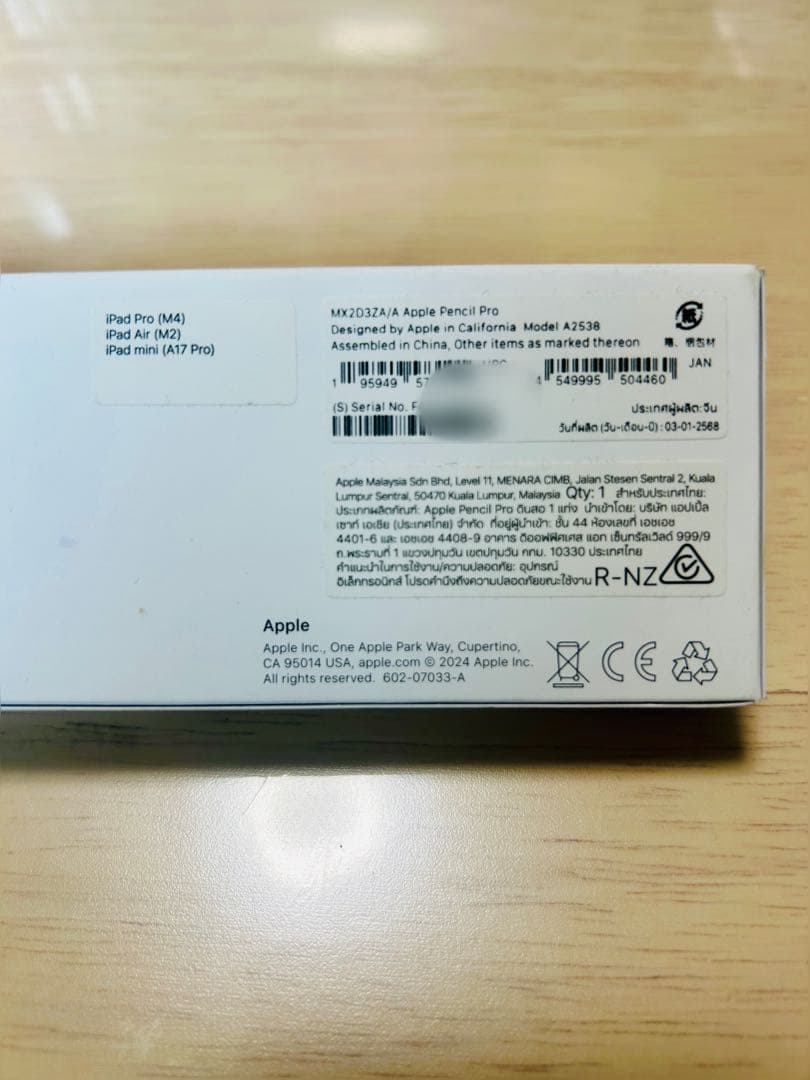 iPad Pro (M4)
iPad Air (M2)
iPad mini (A17 Pro)
MX2D3ZA/A Apple Pencil Pro
Designed by Apple in California Model A2538
Assembled in China, Other items as marked thereon
紙
箱、個包材
1 95949 57
UPC
1 549995 504460
JAN
(S) Serial No. F
ประเทศผู้ผลิต: จีน
วันที่ผลิต (วัน-เดือน-ปี) : 03-01-2568
Apple Malaysia Sdn Bhd, Level 11, MENARA CIMB, Jalan Stesen Sentral 2, Kuala
Lumpur Sentral, 50470 Kuala Lumpur, Malaysia Qty: 1 สำหรับประเทศไทย:
ประเภทผลิตภัณฑ์: Apple Pencil Pro ดินสอ 1 แท่ง นำเข้าโดย: บริษัท แอปเปิ้ล
เซาท์ เอเชีย (ประเทศไทย) จำกัด ที่อยู่ผู้นำเข้า: ชั้น 44 ห้องเลขที่ เอชเอช
4401-6 และ เอชเอช 4408-9 อาคาร ดิออฟฟิศเศส แอท เซ็นทรัลเวิลด์ 999/9
ถ.พระรามที่ 1 แขวงปทุมวัน เขตปทุมวัน กทม. 10330 ประเทศไทย
คำแนะนำในการใช้งาน/ความปลอดภัย: อุปกรณ์
อิเล็กทรอนิกส์ โปรดคำนึงถึงความปลอดภัยขณะใช้งาน R-NZ
Apple
Apple Inc., One Apple Park Way, Cupertino,
CA 95014 USA, apple.com © 2024 Apple Inc.
All rights reserved. 602-07033-A
CE